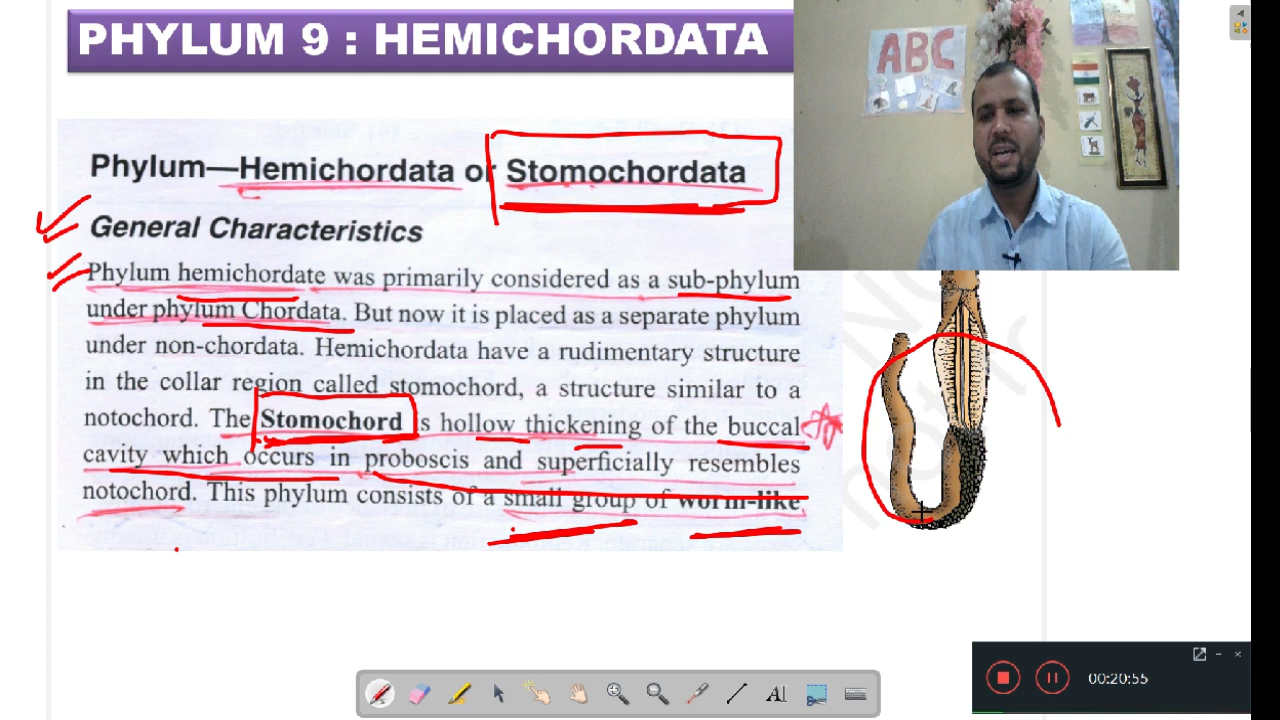 PHYLUM 9 : HEMICHORDATA
ABC
Phylum—Hemichordata or Stomochordata
General Characteristics
Phylum hemichordate was primarily considered as a sub-phylum
under phylum Chordata. But now it is placed as a separate phylum
under non-chordata. Hemichordata have a rudimentary structure
in the collar region called stomochord, a structure similar to a
notochord. The Stomochord is hollow thickening of the buccal
cavity which occurs in proboscis and superficially resembles
notochord. This phylum consists of a small group of worm-like
00:20:55
AI